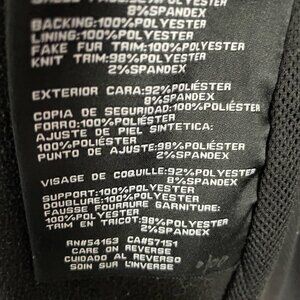 8%SPANDEX
BACKING:100%POLYESTER
LINING:100%POLYESTER
FAKE FUR TRIM:100%POLYESTER
KNIT TRIM:98%POLYESTER
2%SPANDEX
EXTERIOR CARA:92%POLIÉSTER
8%SPANDEX
COPIA DE SEGURIDAD:100%POLIÉSTER
FORRO:100%POLIÉSTER
AJUSTE DE PIEL SINTETICA:
100%POLIÉSTER
PUNTO DE AJUSTE:98%POLIÉSTER
2%SPANDEX
VISAGE DE COQUILLE:92%POLYESTER
8%SPANDEX
SUPPORT:100%POLYESTER
DOUBLURE:100%POLYESTER
FAUSSE FOURRURE GARNITURE:
100%POLYESTER
TRIM EN TRICOT:98%POLYESTER
2%SPANDEX
RN#54163 CA#57151
CARE ON REVERSE
CUIDADO AL REVERSO
SOIN SUR L'INVERSE